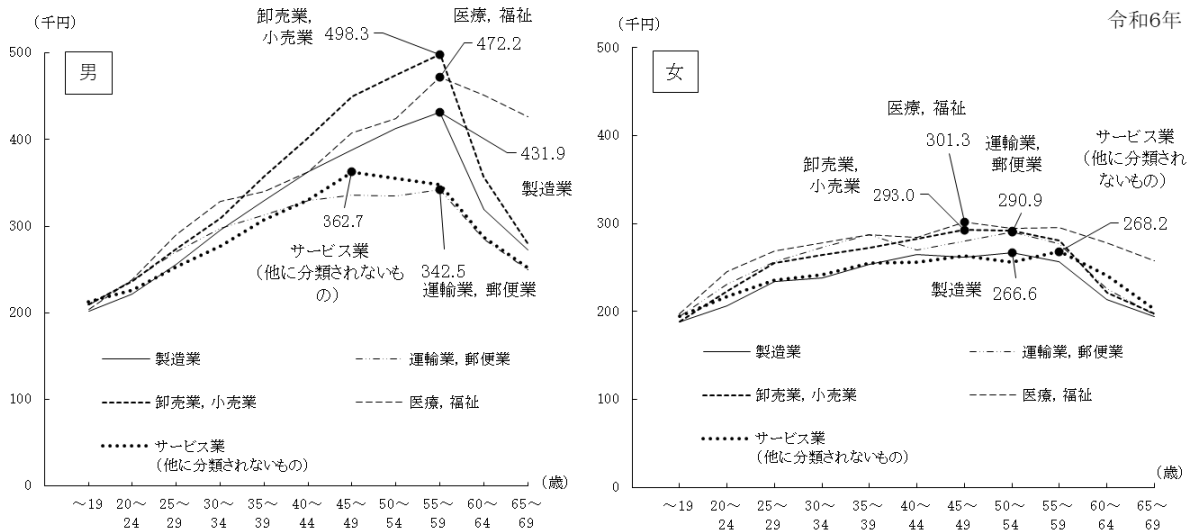 令和6年
（千円）
男
500
400
300
200
100
0
卸売業,
小売業
498.3
医療, 福祉
472.2
431.9
製造業
362.7
サービス業
（他に分類されないも
の）
342.5
運輸業, 郵便業
製造業
運輸業, 郵便業
卸売業, 小売業
医療, 福祉
サービス業
（他に分類されないもの）
（歳）
～19 20～ 25～ 30～ 35～ 40～ 45～ 50～ 55～ 60～ 65～
24 29 34 39 44 49 54 59 64 69
（千円）
女
500
400
300
200
100
0
医療, 福祉
301.3
卸売業,
小売業
293.0
運輸業,
郵便業
290.9
サービス業
（他に分類され
ないもの）
268.2
製造業
266.6
製造業
運輸業, 郵便業
卸売業, 小売業
医療, 福祉
サービス業
（他に分類されないもの）
（歳）
～19 20～ 25～ 30～ 35～ 40～ 45～ 50～ 55～ 60～ 65～
24 29 34 39 44 49 54 59 64 69